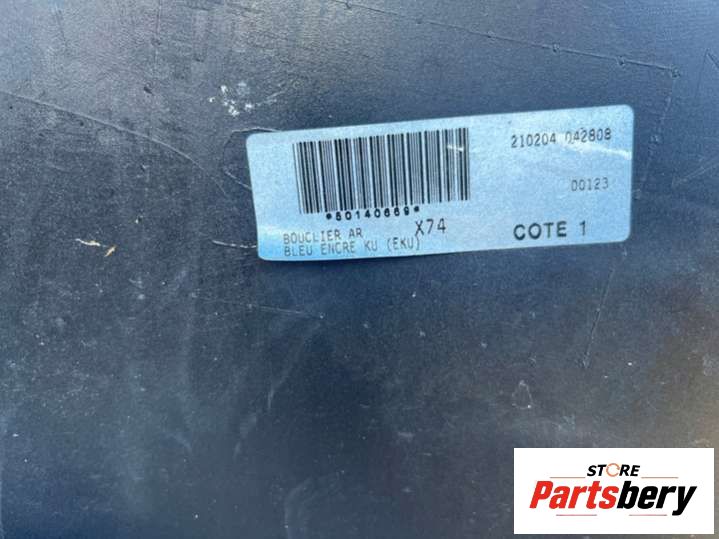 210204 042808
00123
*80140669*
BOUCLIER AR X74
BLEU ENCRE KU (EKU)
COTE 1
STORE
Partsbery